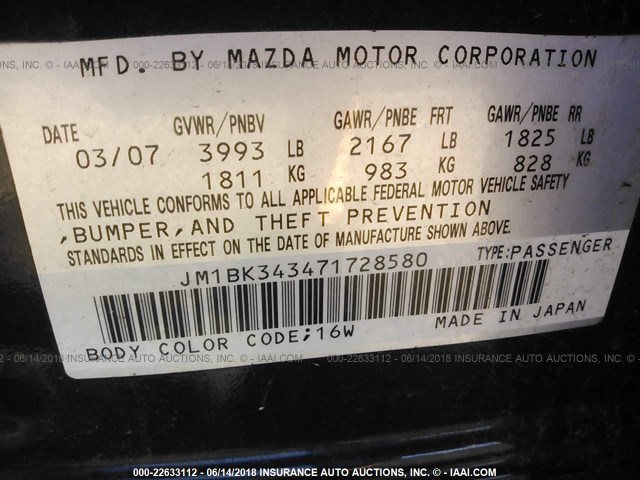 MFD. BY MAZDA MOTOR CORPORATION
DATE GVWR/PNBV GAWR/PNBE FRT GAWR/PNBE RR
03/07 3993 LB 2167 LB 1825 LB
1811 KG 983 KG 828 KG
THIS VEHICLE CONFORMS TO ALL APPLICABLE FEDERAL MOTOR VEHICLE SAFETY
,BUMPER,AND THEFT PREVENTION
STANDARDS IN EFFECT ON THE DATE OF MANUFACTURE SHOWN ABOVE.
JM1BK343471728580 TYPE:PASSENGER
BODY COLOR CODE;16W MADE IN JAPAN
000-22633112 - 06/14/2018 INSURANCE AUTO AUCTIONS, INC. - IAAI.COM